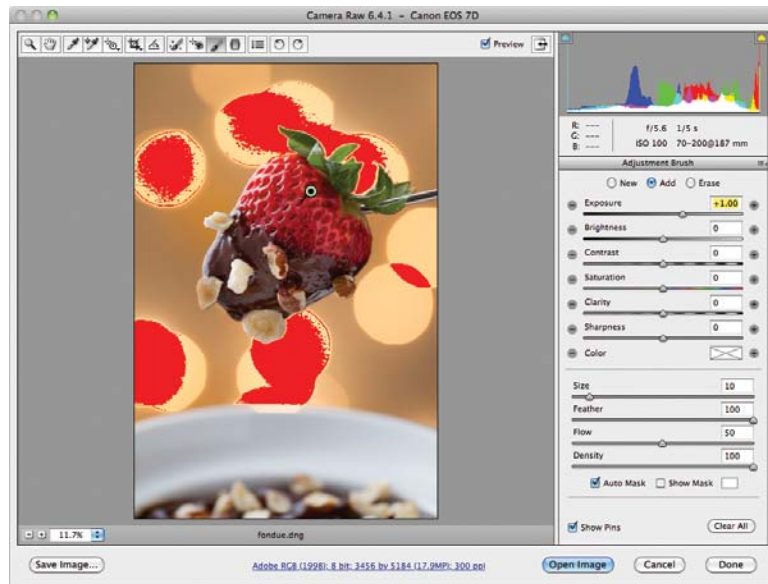 Camera Raw 6.4.1 – Canon EOS 7D
Preview
R: ---
G: ---
B: ---
f/5.6 1/5 s
ISO 100 70-200@187 mm
Adjustment Brush
New Add Erase
Exposure +1.00
Brightness 0
Contrast 0
Saturation 0
Clarity 0
Sharpness 0
Color
Size 10
Feather 100
Flow 50
Density 100
Auto Mask Show Mask
Show Pins Clear All
11.7% fondue.dng
Save Image... Adobe RGB (1998); 8 bit; 3456 by 5184 (17.9MP); 300 ppi Open Image Cancel Done